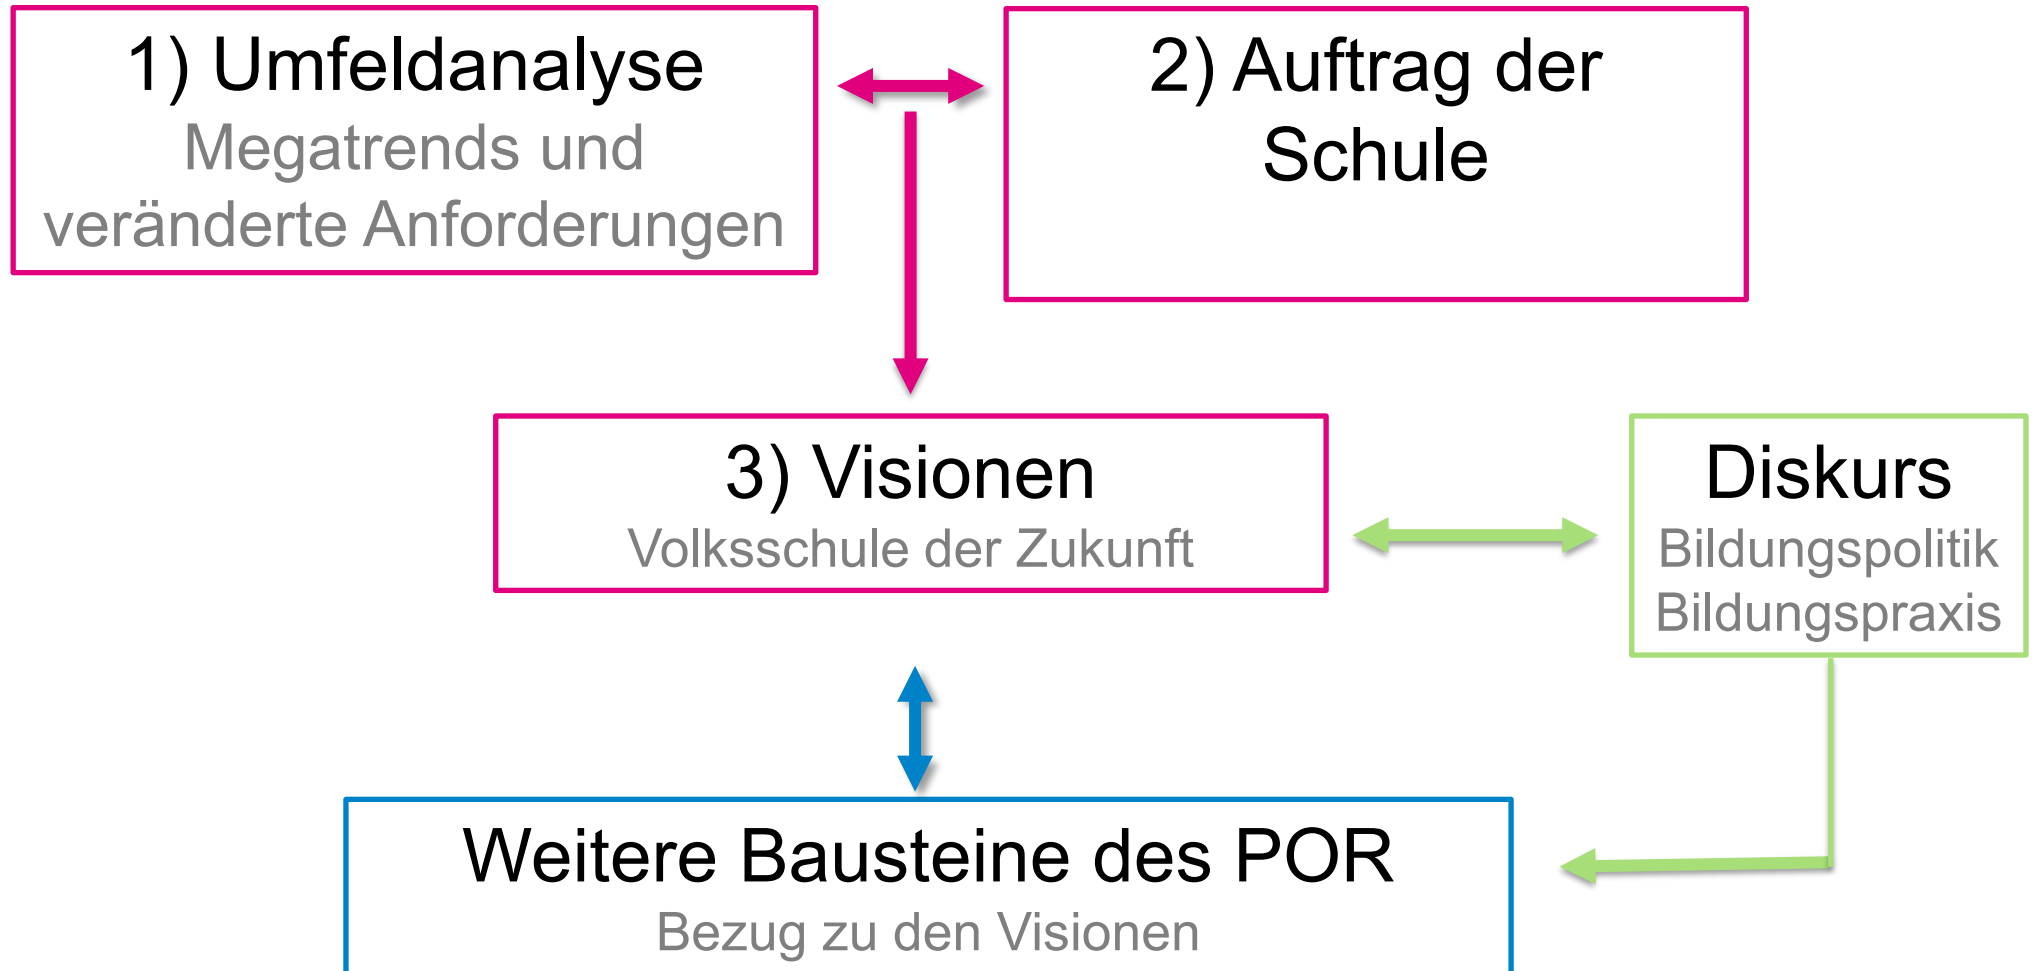 1) Umfeldanalyse
Megatrends und
veränderte Anforderungen
2) Auftrag der
Schule
3) Visionen
Volksschule der Zukunft
Diskurs
Bildungspolitik
Bildungspraxis
Weitere Bausteine des POR
Bezug zu den Visionen